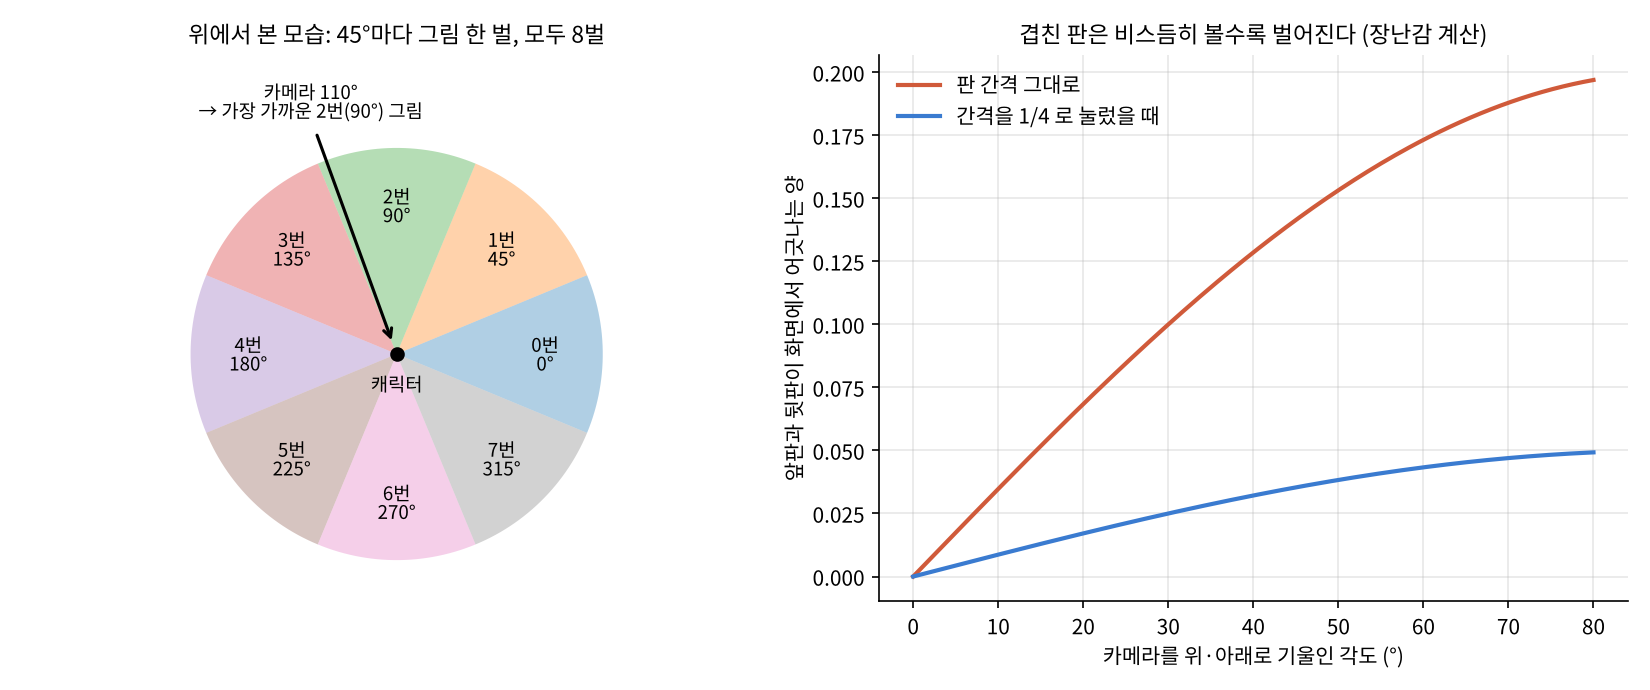 위에서 본 모습: 45°마다 그림 한 벌, 모두 8벌
카메라 110°
→ 가장 가까운 2번(90°) 그림
2번
90°
3번
135°
1번
45°
4번
180°
0번
0°
캐릭터
5번
225°
7번
315°
6번
270°
겹친 판은 비스듬히 볼수록 벌어진다 (장난감 계산)
판 간격 그대로
간격을 1/4 로 눌렀을 때
앞판과 뒷판이 화면에서 어긋나는 양
0.200
0.175
0.150
0.125
0.100
0.075
0.050
0.025
0.000
0 10 20 30 40 50 60 70 80
카메라를 위·아래로 기울인 각도 (°)